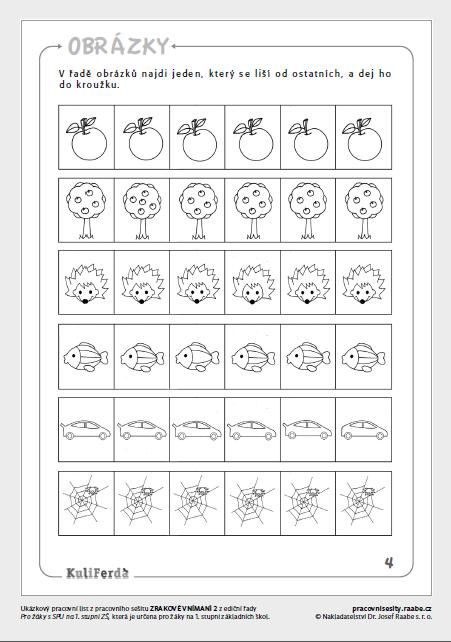 OBRÁZKY
V řadě obrázků najdi jeden, který se liší od ostatních, a dej ho
do kroužku.
4
KuliFerda
Ukázkový pracovní list z pracovního sešitu ZRAKOVÉ VNÍMÁNÍ 2 z ediční řady
Pro žáky s SPU na 1. stupni ZŠ, která je určena pro žáky na 1. stupni základních škol.
pracovnisesity.raabe.cz
© Nakladatelství Dr. Josef Raabe s. r. o.